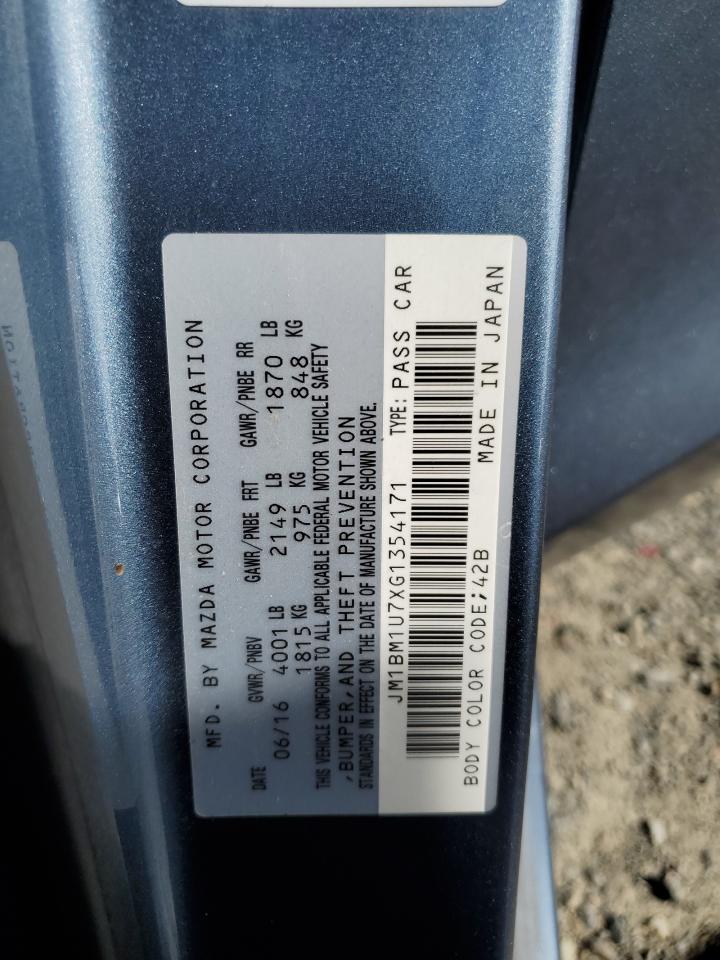 MFD. BY MAZDA MOTOR CORPORATION
DATE GVWR/PNBV GAWR/PNBE FRT GAWR/PNBE RR
06/16 4001 LB 2149 LB 1870 LB
1815 KG 975 KG 848 KG
THIS VEHICLE CONFORMS TO ALL APPLICABLE FEDERAL MOTOR VEHICLE SAFETY
,BUMPER,AND THEFT PREVENTION
STANDARDS IN EFFECT ON THE DATE OF MANUFACTURE SHOWN ABOVE.
JM1BM1U7XG1354171 TYPE: PASS CAR
BODY COLOR CODE;42B MADE IN JAPAN